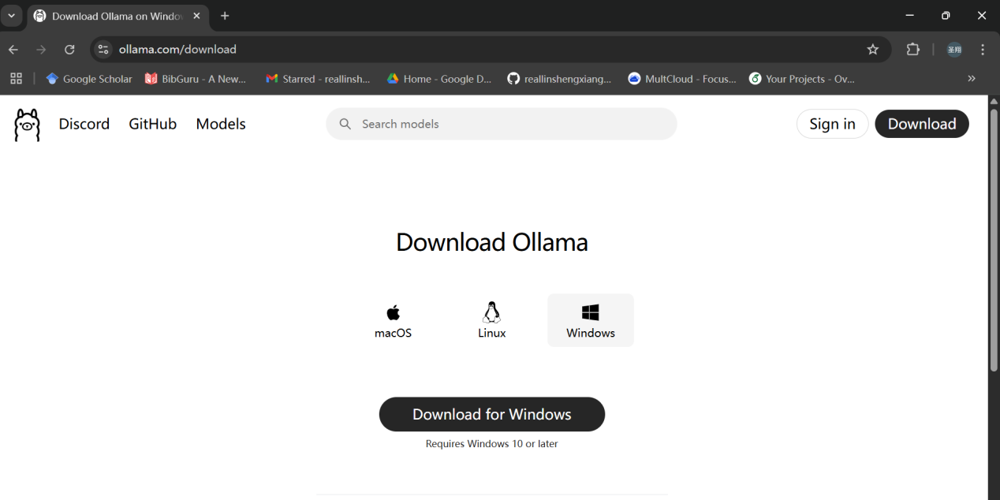 Download Ollama on Windo
ollama.com/download
圣翔
Google Scholar
BibGuru - A New...
Starred - reallinsh...
Home - Google D...
reallinshengxiang...
MultCloud - Focus...
Your Projects - Ov...
Discord
GitHub
Models
Search models
Sign in
Download
Download Ollama
macOS
Linux
Windows
Download for Windows
Requires Windows 10 or later